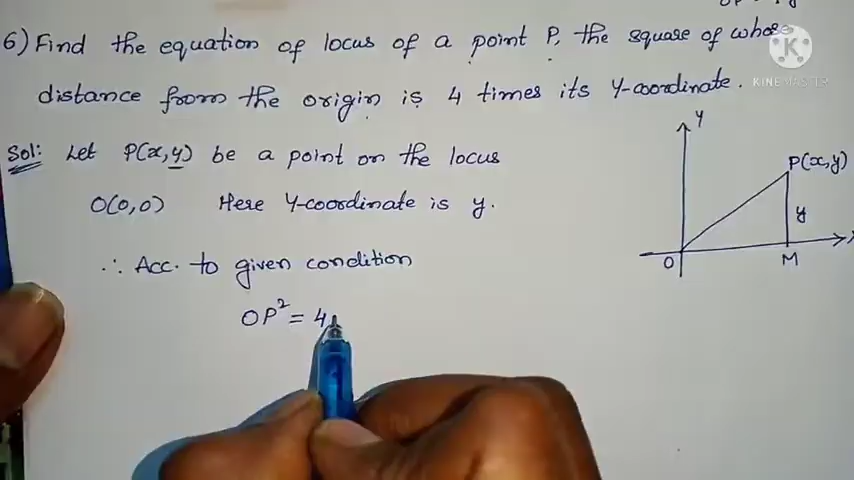 6) Find the equation of locus of a point P, the square of whose
distance from the origin is 4 times its Y-coordinate.
Sol: Let P(x,y) be a point on the locus
O(0,0) Here Y-coordinate is y.
∴ Acc. to given condition
OP² = 4
Y
P(x,y)
y
O
M
X
KINEMASTER